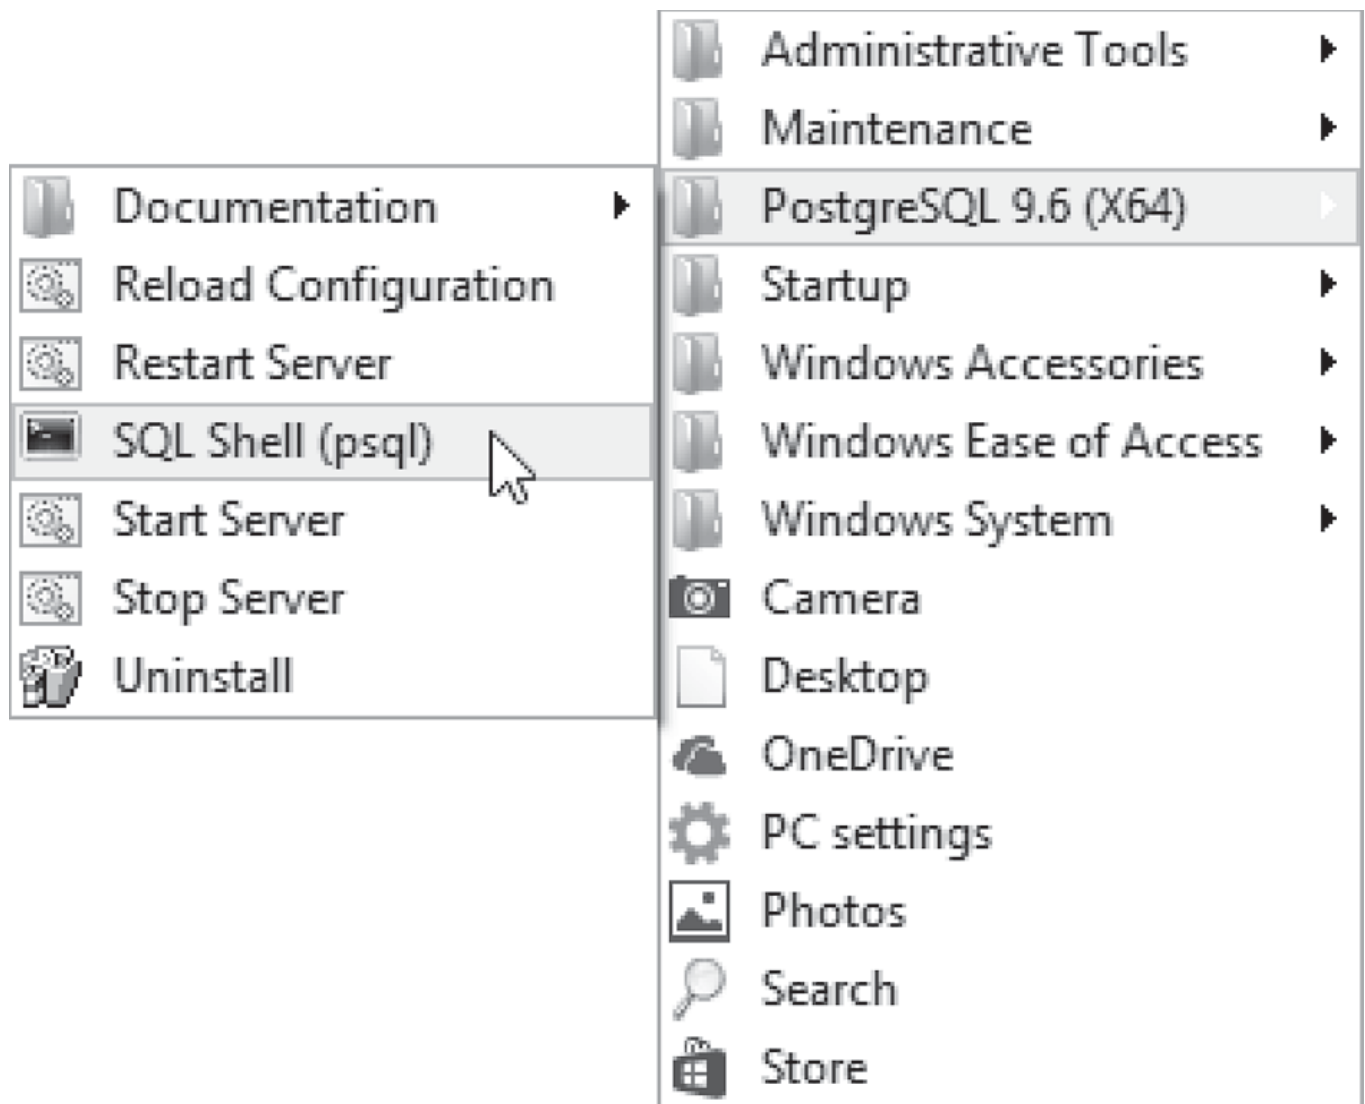 Administrative Tools
Maintenance
PostgreSQL 9.6 (X64)
Startup
Windows Accessories
Windows Ease of Access
Windows System
Camera
Desktop
OneDrive
PC settings
Photos
Search
Store
Documentation
Reload Configuration
Restart Server
SQL Shell (psql)
Start Server
Stop Server
Uninstall